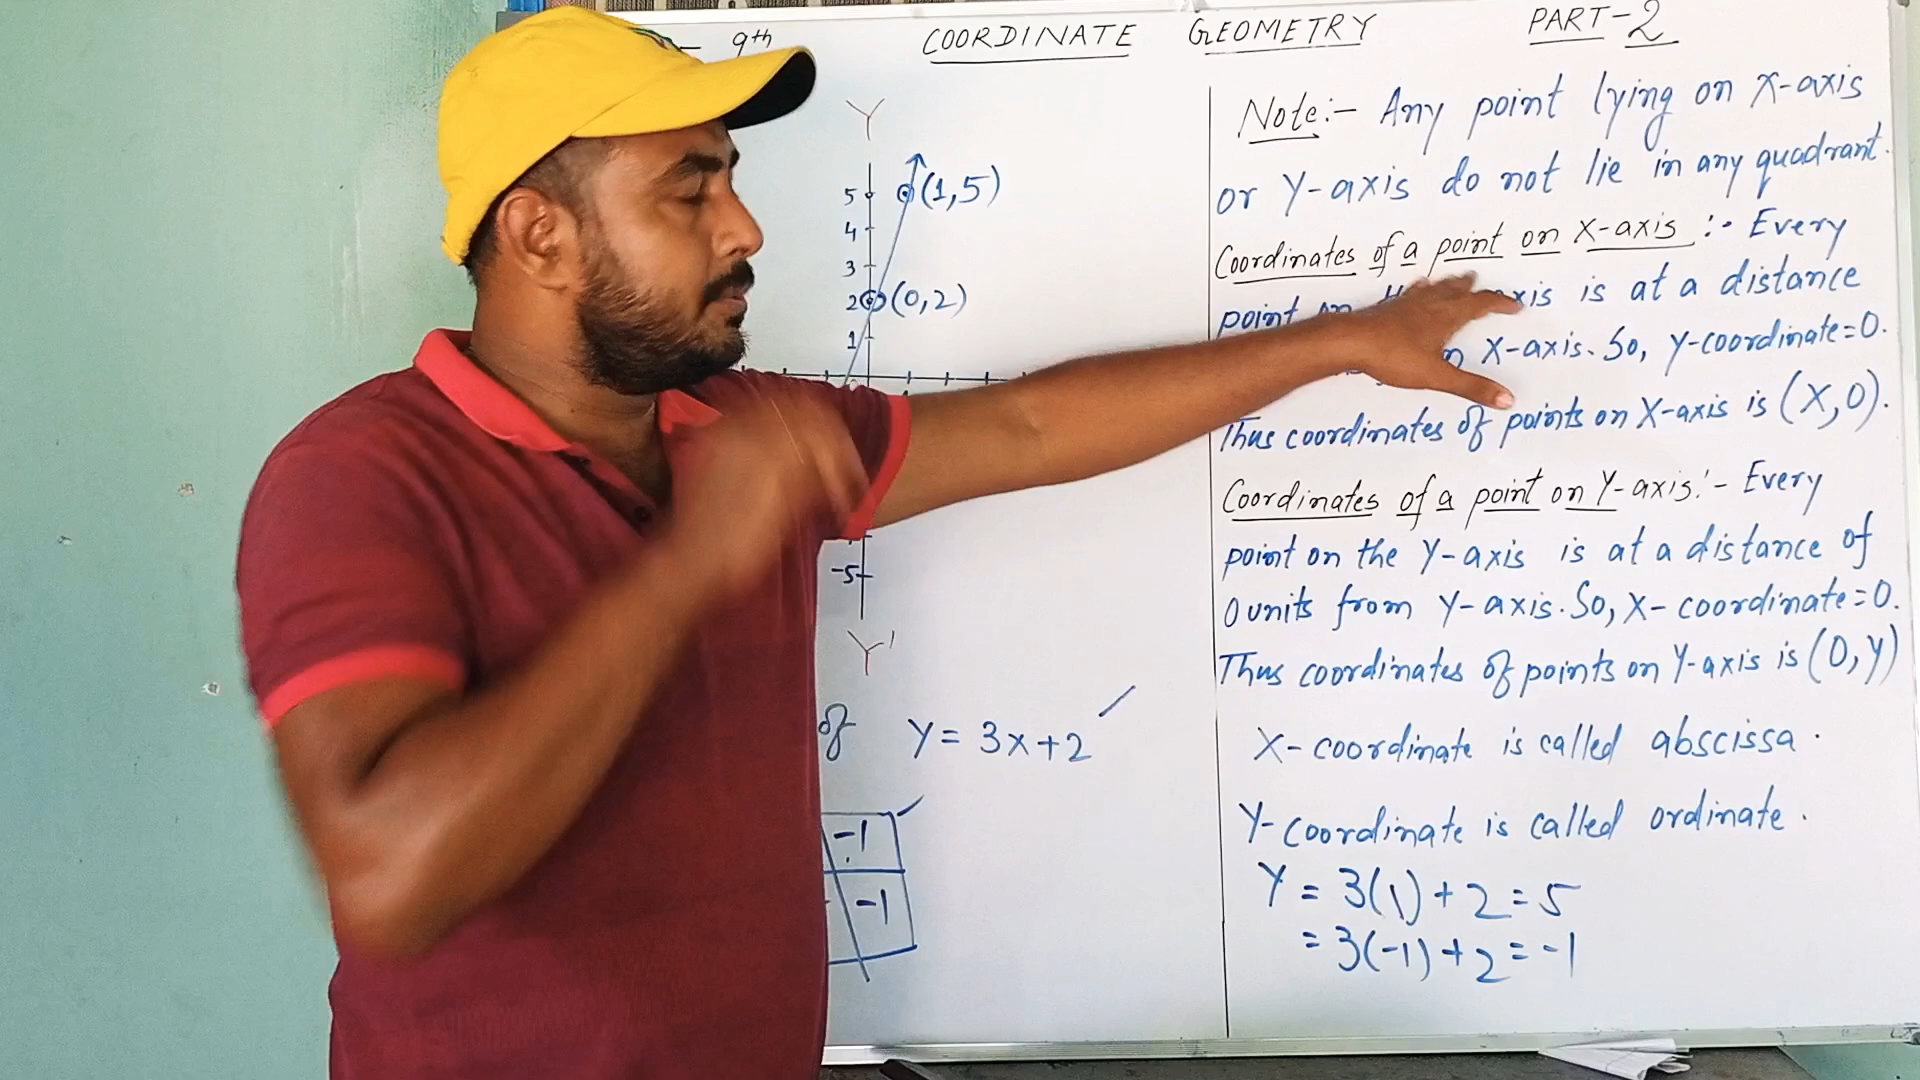 - 9th COORDINATE GEOMETRY PART-2
Y
5 (1,5)
4
3
2 (0,2)
1
-5
Y'
of Y = 3x+2
-1
-1
Note:- Any point lying on X-axis
or Y-axis do not lie in any quadrant.
Coordinates of a point on X-axis :- Every
point on axis is at a distance
X-axis. So, Y-coordinate=0.
Thus coordinates of points on X-axis is (X,0).
Coordinates of a point on Y-axis:- Every
point on the Y-axis is at a distance of
0 units from Y-axis. So, X-coordinate=0.
Thus coordinates of points on Y-axis is (0,Y)
X-coordinate is called abscissa.
Y-coordinate is called ordinate.
Y = 3(1)+2=5
= 3(-1)+2=-1